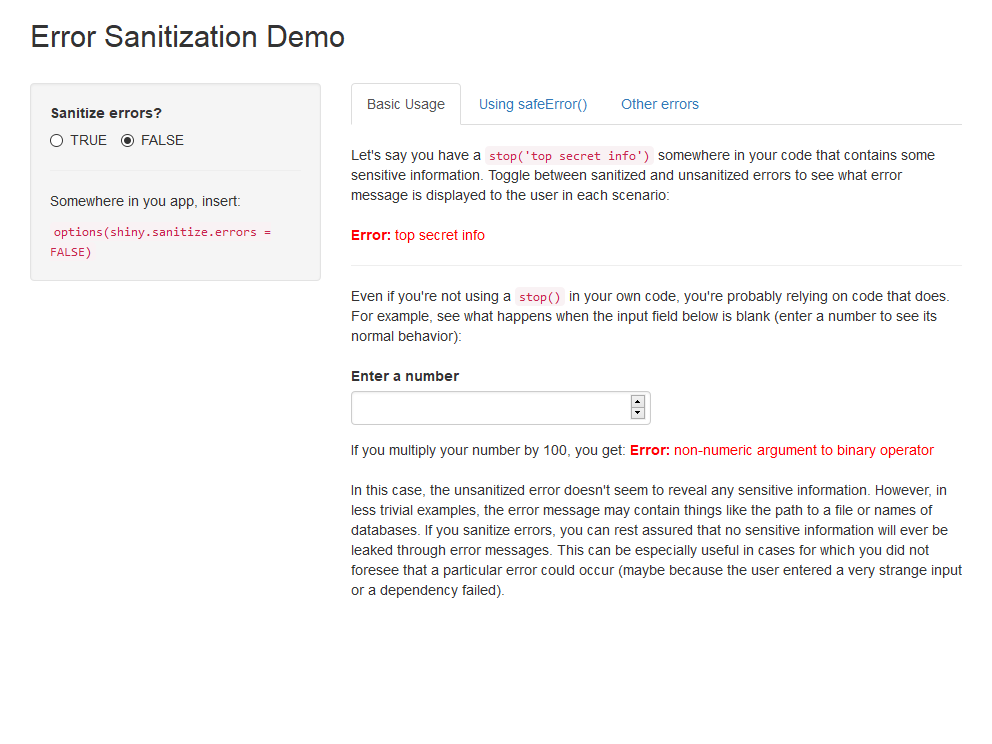 Error Sanitization Demo
Sanitize errors?
TRUE FALSE
Somewhere in you app, insert:
options(shiny.sanitize.errors =
FALSE)
Basic Usage Using safeError() Other errors
Let's say you have a stop('top secret info') somewhere in your code that contains some
sensitive information. Toggle between sanitized and unsanitized errors to see what error
message is displayed to the user in each scenario:
Error: top secret info
Even if you're not using a stop() in your own code, you're probably relying on code that does.
For example, see what happens when the input field below is blank (enter a number to see its
normal behavior):
Enter a number
If you multiply your number by 100, you get: Error: non-numeric argument to binary operator
In this case, the unsanitized error doesn't seem to reveal any sensitive information. However, in
less trivial examples, the error message may contain things like the path to a file or names of
databases. If you sanitize errors, you can rest assured that no sensitive information will ever be
leaked through error messages. This can be especially useful in cases for which you did not
foresee that a particular error could occur (maybe because the user entered a very strange input
or a dependency failed).